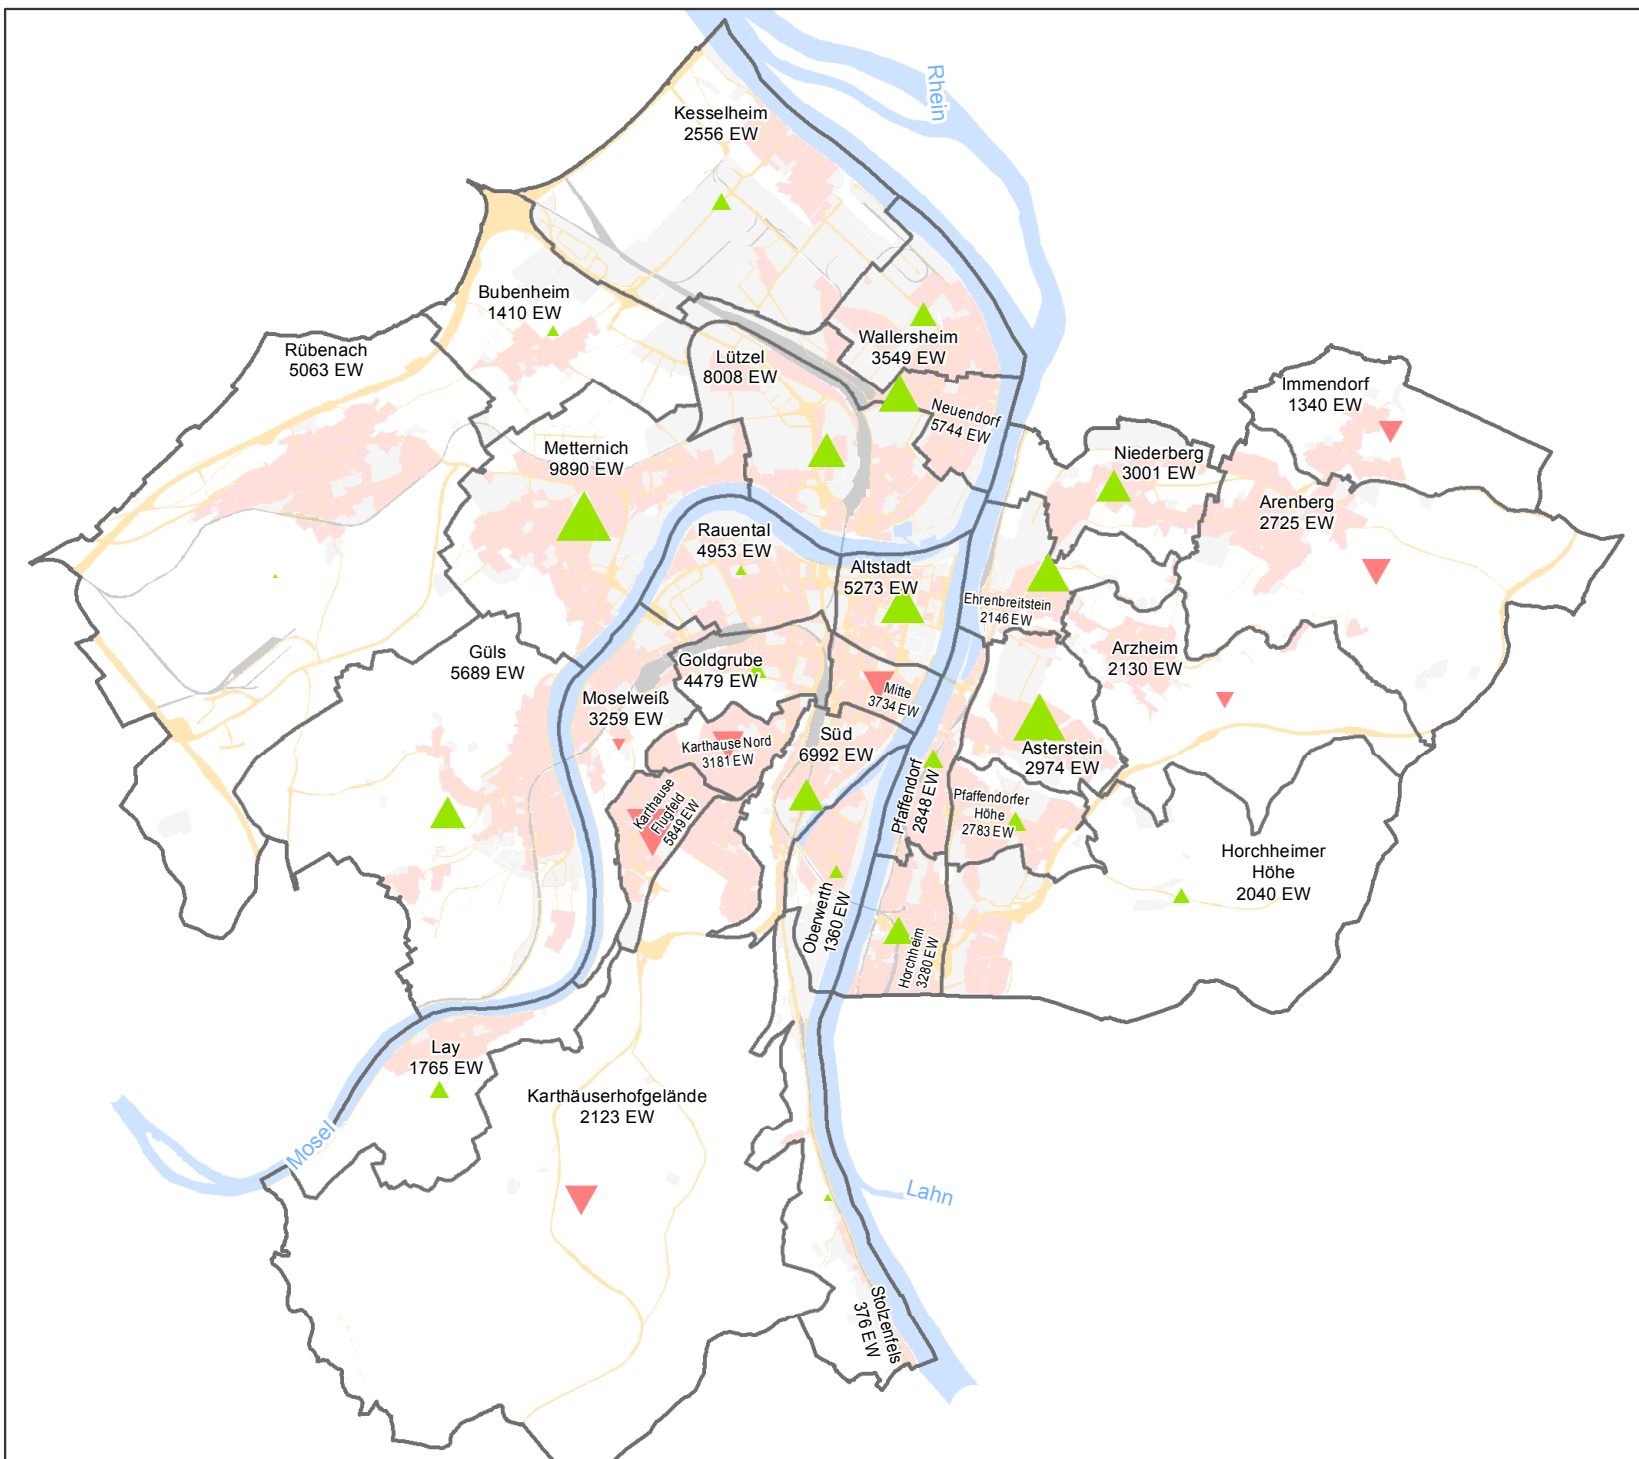 Rhein
Kesselheim
2556 EW
Bubenheim
1410 EW
Rübenach
5063 EW
Wallersheim
3549 EW
Lützel
8008 EW
Neuendorf
5744 EW
Immendorf
1340 EW
Metternich
9890 EW
Niederberg
3001 EW
Arenberg
2725 EW
Rauental
4953 EW
Altstadt
5273 EW
Ehrenbreitstein
2146 EW
Güls
5689 EW
Goldgrube
4479 EW
Arzheim
2130 EW
Moselweiß
3259 EW
Mitte
3734 EW
Karthause Nord
3181 EW
Süd
6992 EW
Asterstein
2974 EW
Karthause
Flugfeld
5849 EW
Pfaffendorf
2848 EW
Pfaffendorfer
Höhe
2783 EW
Horchheimer
Höhe
2040 EW
Oberwerth
1360 EW
Horchheim
3280 EW
Lay
1765 EW
Karthäuserhofgelände
2123 EW
Mosel
Lahn
Stolzenfels
376 EW